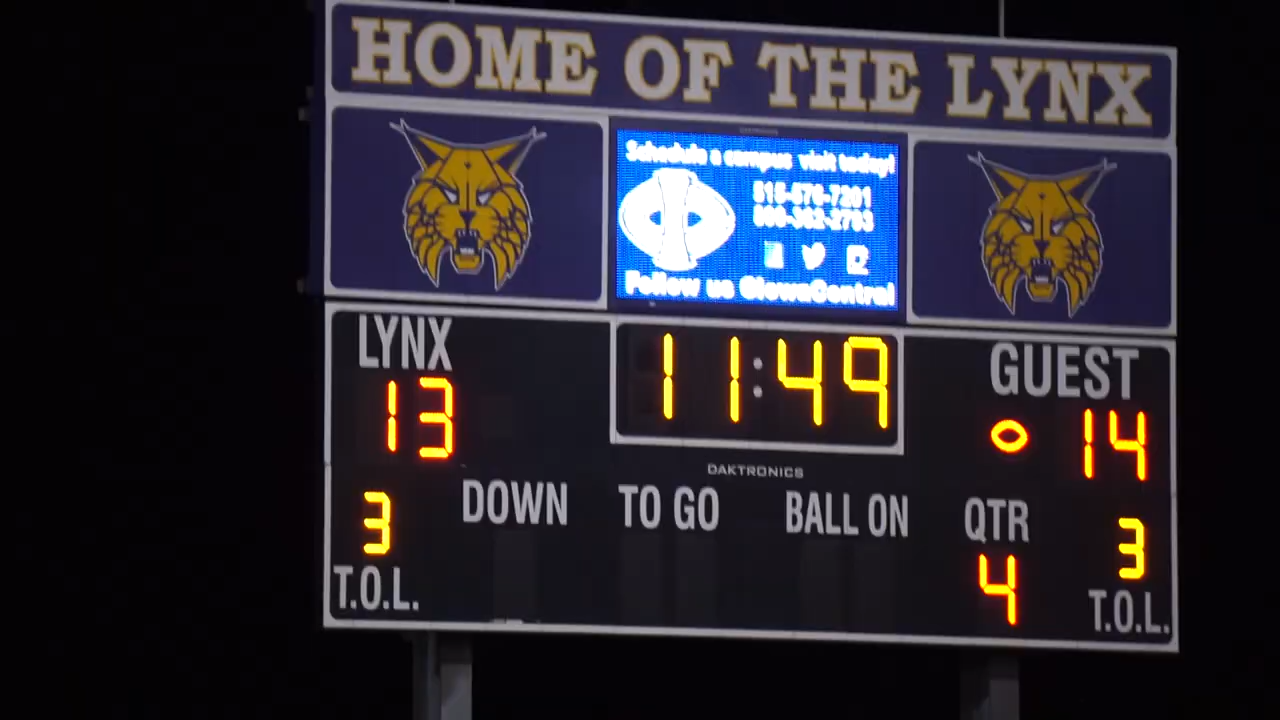 HOME OF THE LYNX
Schedule a campus visit today!
Follow us @IowaCentral
LYNX
13
11:49
GUEST
14
DAKTRONICS
DOWN
TO GO
BALL ON
QTR
3
4
3
T.O.L.
T.O.L.